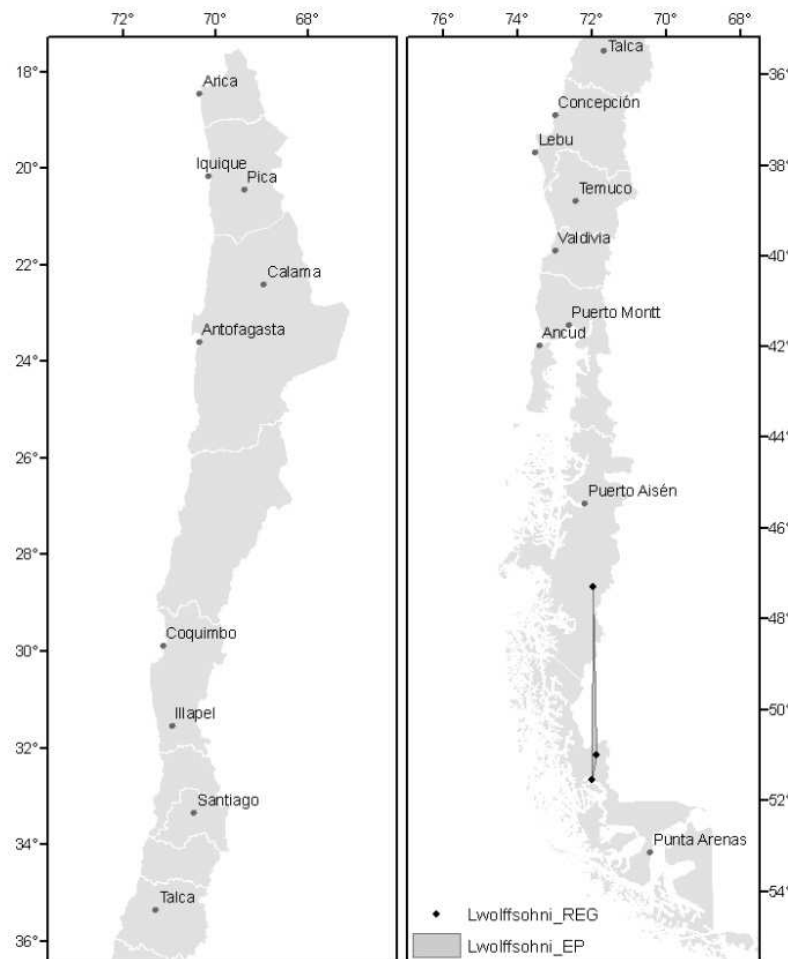 72° 70° 68°
18°
20°
22°
24°
26°
28°
30°
32°
34°
36°
Arica
Iquique
Pica
Calama
Antofagasta
Coquimbo
Illapel
Santiago
Talca
76° 74° 72° 70° 68°
36°
38°
40°
42°
44°
46°
48°
50°
52°
54°
Talca
Concepción
Lebu
Temuco
Valdivia
Puerto Montt
Ancud
Puerto Aisén
Punta Arenas
Lwolffsohni_REG
Lwolffsohni_EP